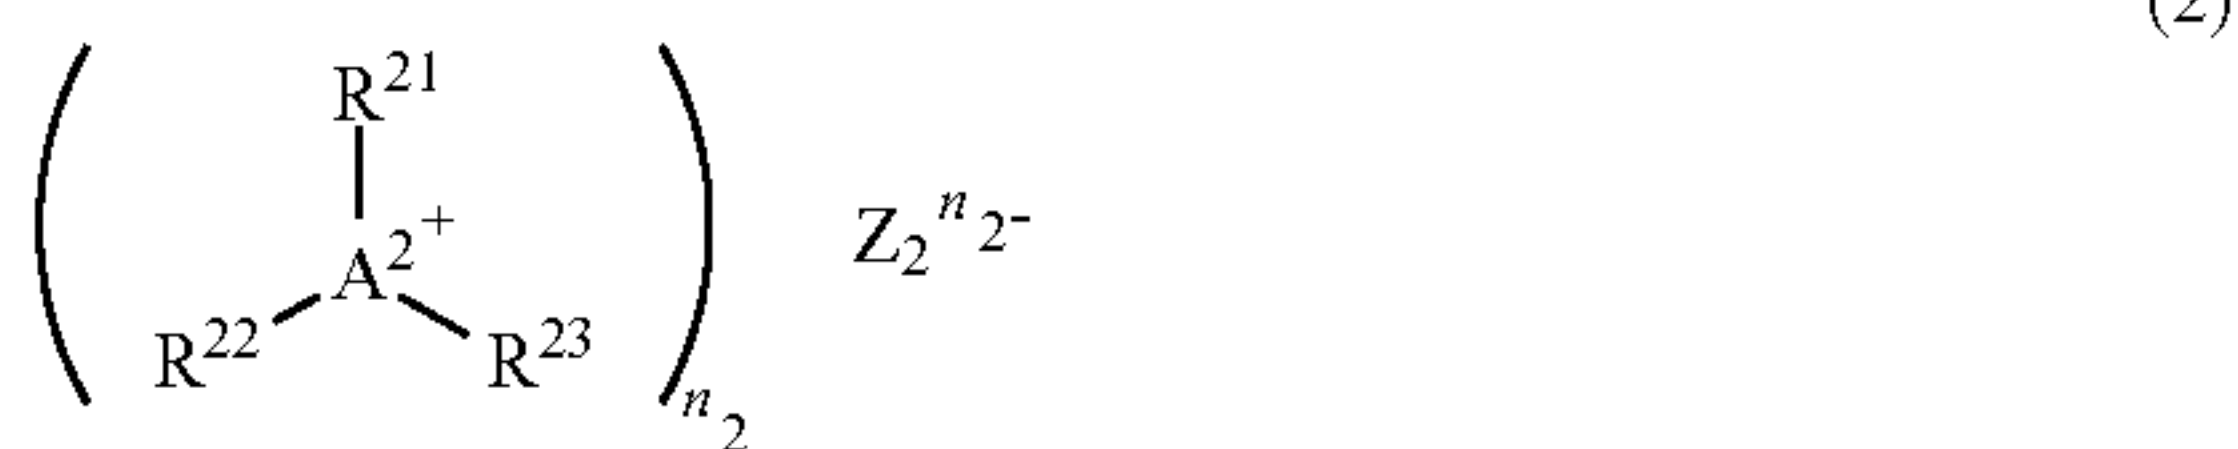 (2)
R²¹
A²⁺ Z₂ⁿ₂⁻
R²² R²³
n₂